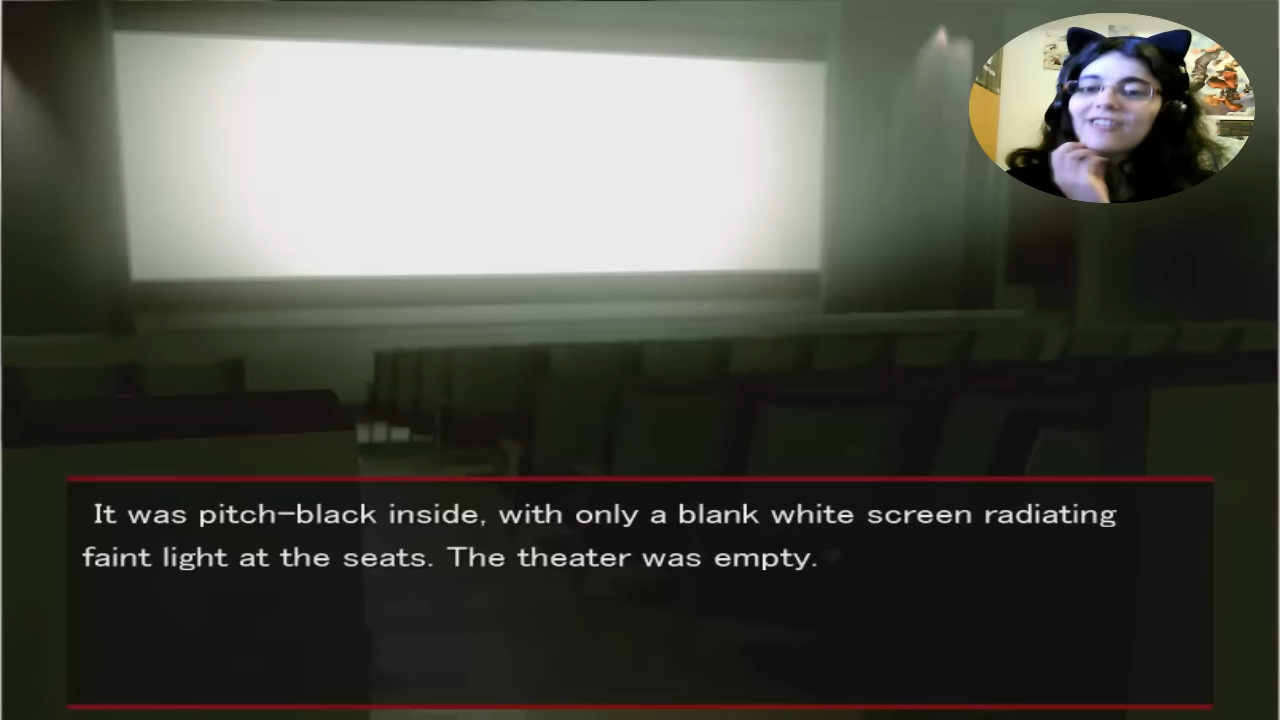 It was pitch-black inside, with only a blank white screen radiating
faint light at the seats. The theater was empty.